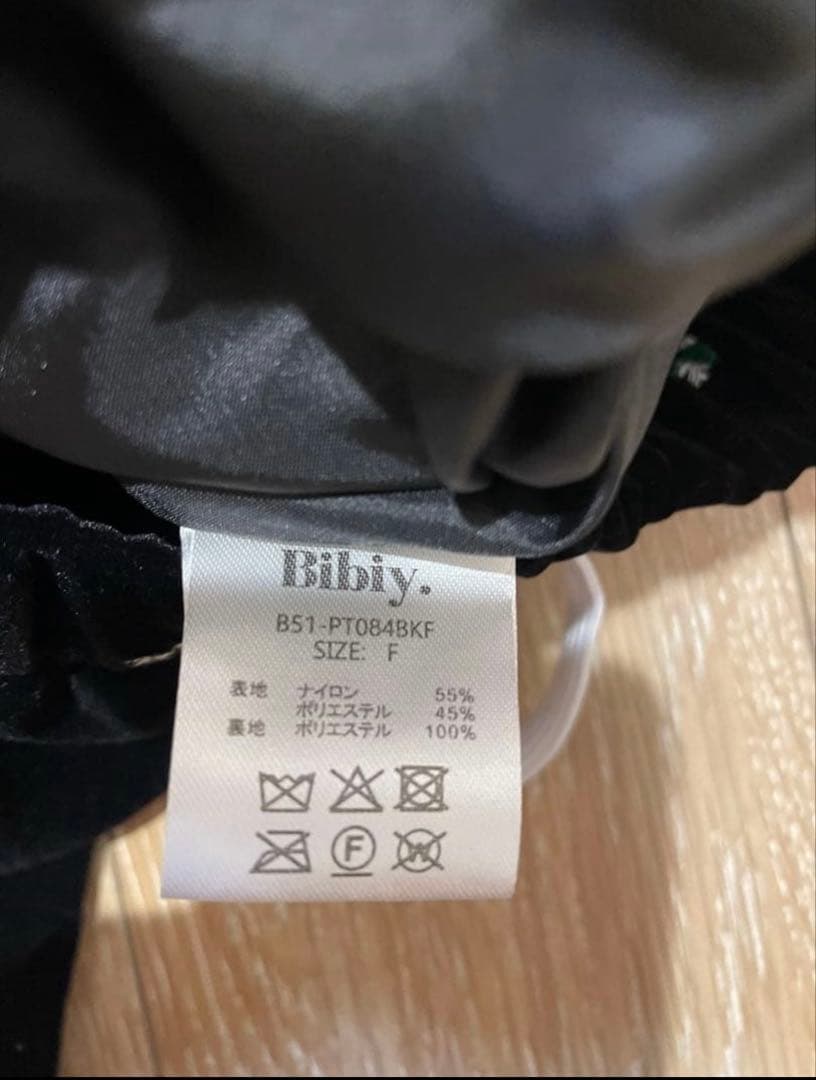 Bibiy.
B51-PT084BKF
SIZE: F
表地 ナイロン 55%
ポリエステル 45%
裏地 ポリエステル 100%
F W